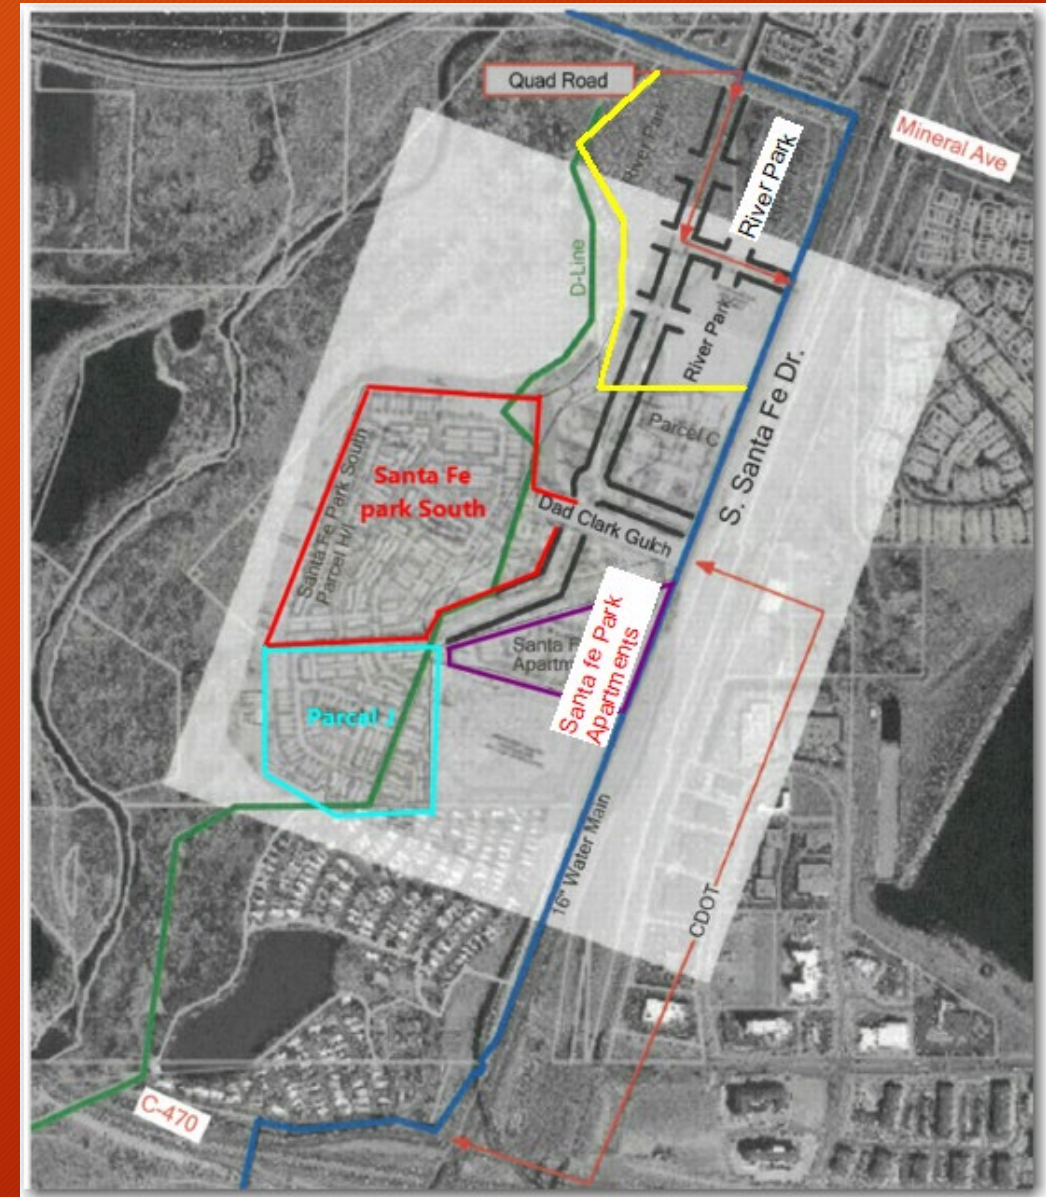 Quad Road
Mineral Ave
River Park
River Park
D-Line
River Park
S. Santa Fe Dr.
Parcel C
Santa Fe
park South
Santa Fe Park South
Parcel H/I
Dad Clark Gulch
Santa fe Park
Apartments
Santa
Parcel J
16" Water Main
CDOT
C-470